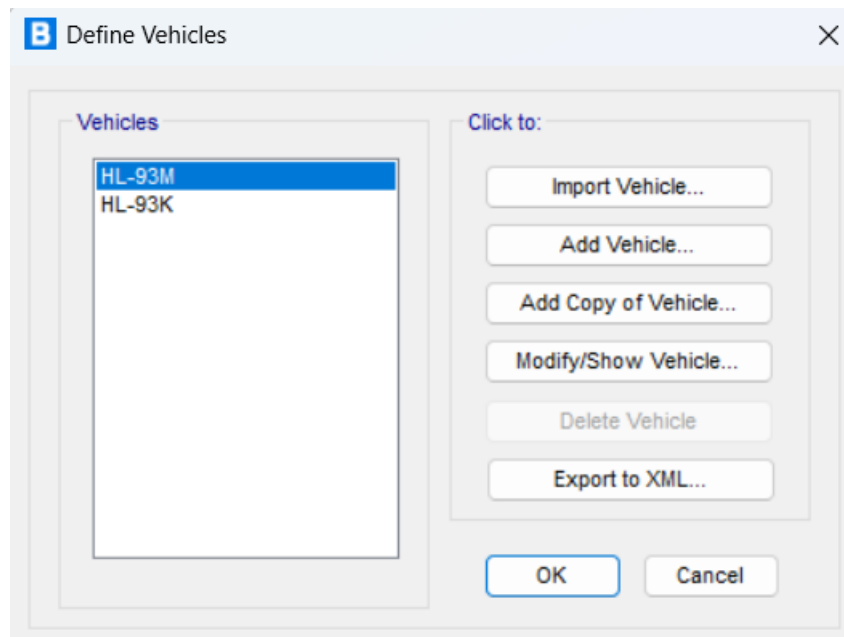 B Define Vehicles
Vehicles
HL-93M
HL-93K
Click to:
Import Vehicle...
Add Vehicle...
Add Copy of Vehicle...
Modify/Show Vehicle...
Delete Vehicle
Export to XML...
OK
Cancel